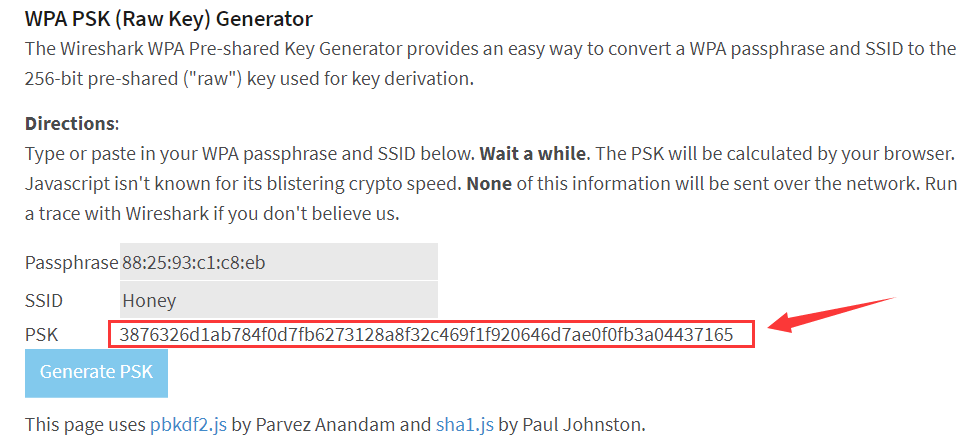 WPA PSK (Raw Key) Generator
The Wireshark WPA Pre-shared Key Generator provides an easy way to convert a WPA passphrase and SSID to the
256-bit pre-shared ("raw") key used for key derivation.
Directions:
Type or paste in your WPA passphrase and SSID below. Wait a while. The PSK will be calculated by your browser.
Javascript isn't known for its blistering crypto speed. None of this information will be sent over the network. Run
a trace with Wireshark if you don't believe us.
Passphrase 88:25:93:c1:c8:eb
SSID Honey
PSK 3876326d1ab784f0d7fb6273128a8f32c469f1f920646d7ae0f0fb3a04437165
Generate PSK
This page uses pbkdf2.js by Parvez Anandam and sha1.js by Paul Johnston.